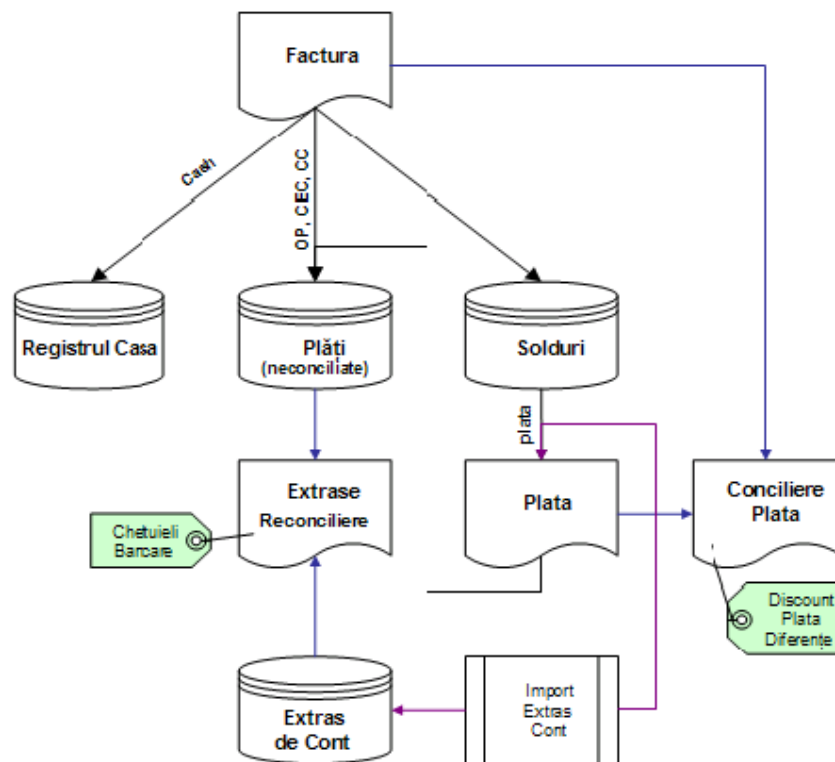 Factura
Cash
OP, CIEC, CC
Registrul Casa
Plăți
(neconciliate)
Solduri
plata
Extrase
Reconciliere
Plata
Conciliere
Plata
Chetuieli
Barcare
Discount
Plata
Diferențe
Extras
de Cont
Import
Extras
Cont